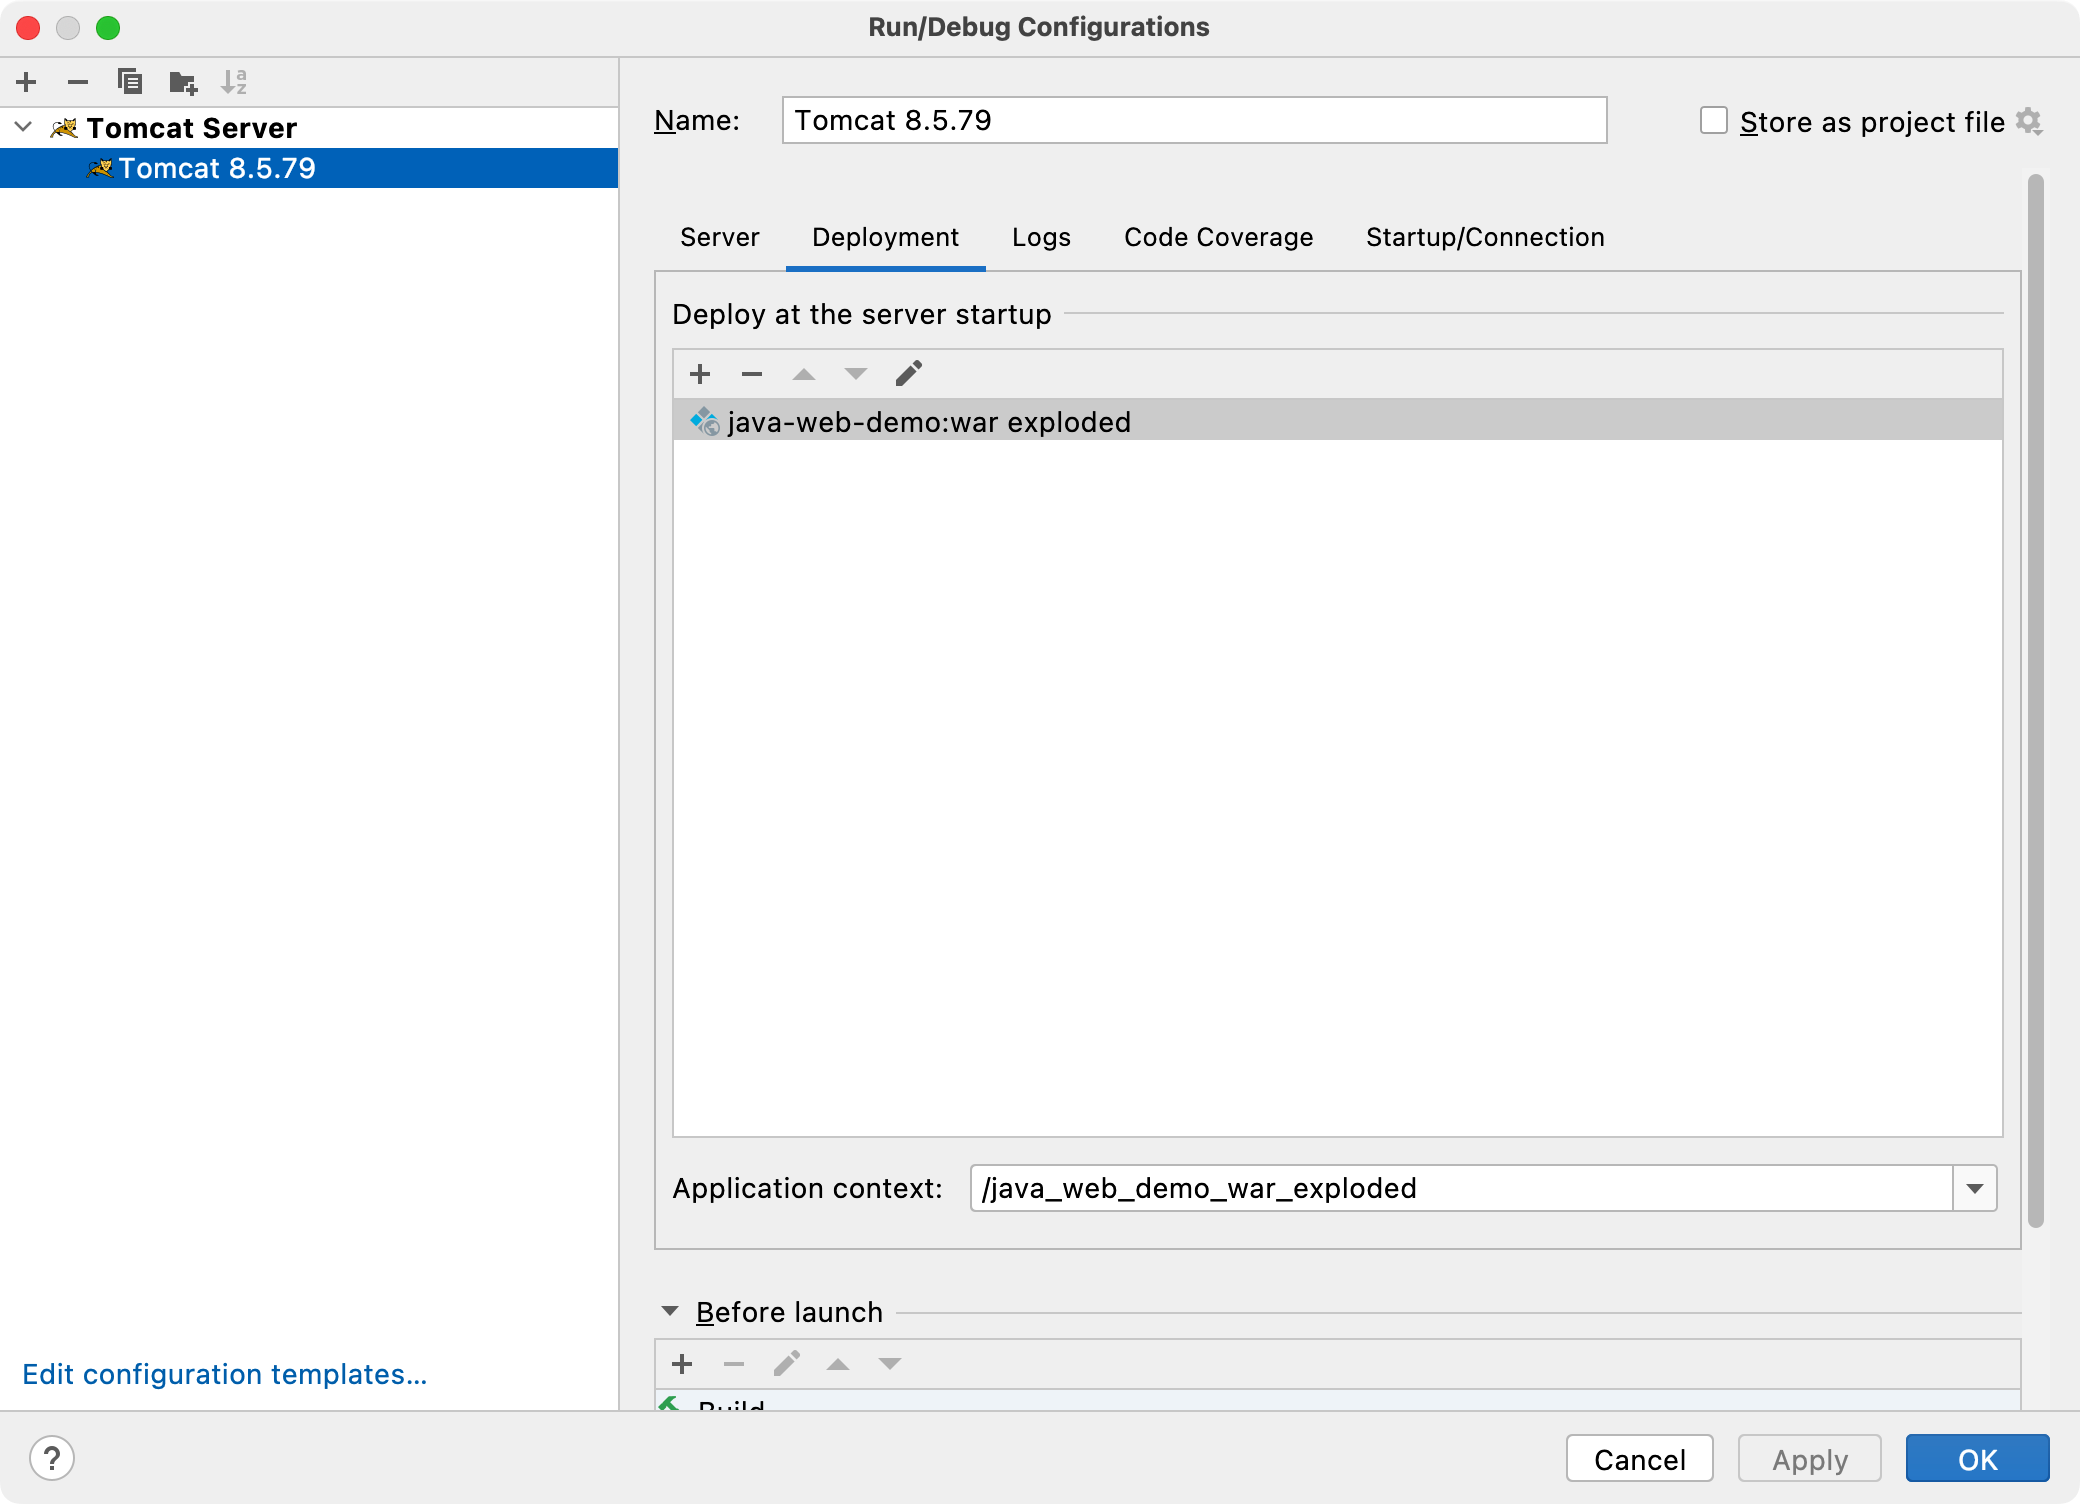 Run/Debug Configurations
Tomcat Server
Tomcat 8.5.79
Edit configuration templates...
Name:
Tomcat 8.5.79
Store as project file
Server
Deployment
Logs
Code Coverage
Startup/Connection
Deploy at the server startup
java-web-demo:war exploded
Application context:
/java_web_demo_war_exploded
Before launch
Build
?
Cancel
Apply
OK